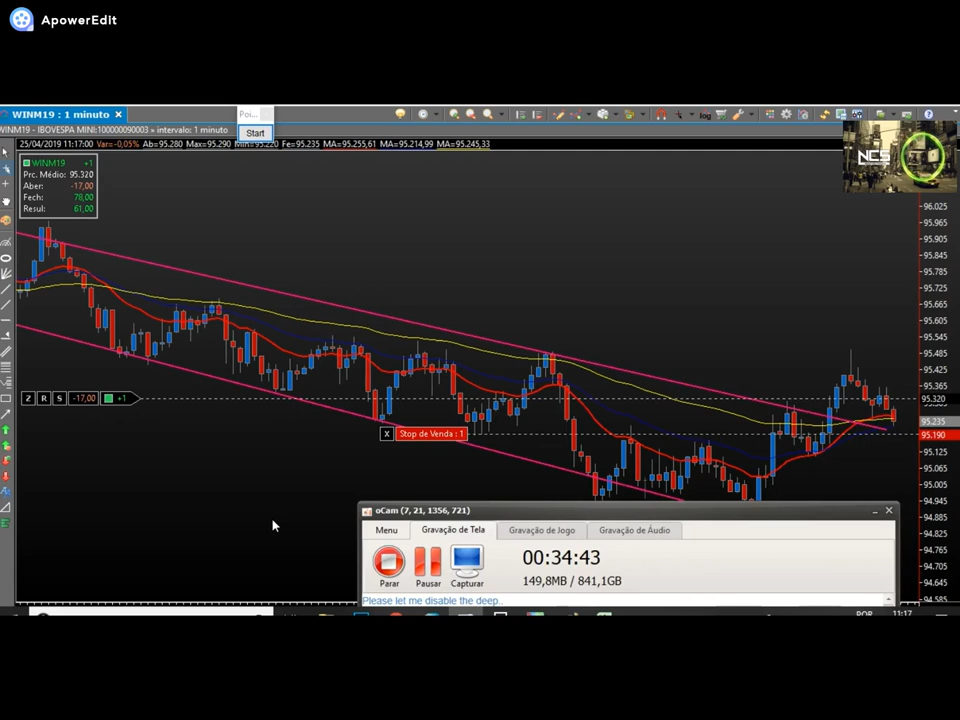 ApowerEdit
WINM19 : 1 minuto
Poi...
Start
WINM19 - IBOVESPA MINI:100000090003 » intervalo: 1 minuto
log
25/04/2019 11:17:00 Var=-0,05% Ab=95.280 Max=95.290 Min=95.220 Fe=95.235 MA=95.255,61 MA=95.214,99 MA=95.245,33
NCS
WINM19 +1
Prc. Médio: 95.320
Aber: -17,00
Fech: 78,00
Resul: 61,00
96.025
95.965
95.905
95.845
95.785
95.725
95.665
95.605
95.545
95.485
95.425
95.365
Z R S -17,00 +1
95.320
95.235
X Stop de Venda : 1
95.190
95.125
95.065
95.005
94.945
94.885
94.825
94.765
94.705
94.645
94.585
oCam (7, 21, 1356, 721)
Menu Gravação de Tela Gravação de Jogo Gravação de Áudio
00:34:43
149,8MB / 841,1GB
Parar Pausar Capturar
Please let me disable the deep..
POR 11:17